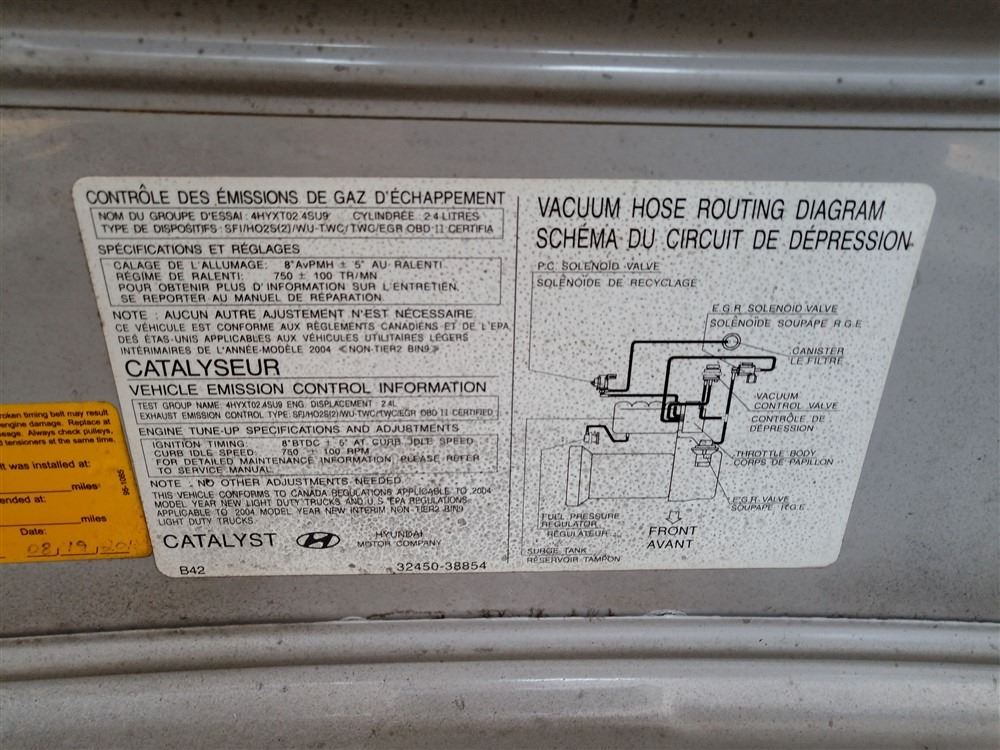 CONTRÔLE DES ÉMISSIONS DE GAZ D'ÉCHAPPEMENT
NOM DU GROUPE D'ESSAI: 4HYXT02.4SU9 CYLINDRÉE: 2.4 LITRES
TYPE DE DISPOSITIFS: SFI/HO2S(2)/WU-TWC/TWC/EGR OBD II CERTIFIA
SPÉCIFICATIONS ET RÉGLAGES
CALAGE DE L'ALLUMAGE: 8°AvPMH ± 5° AU RALENTI
RÉGIME DE RALENTI: 750 ± 100 TR/MN
POUR OBTENIR PLUS D'INFORMATION SUR L'ENTRETIEN,
SE REPORTER AU MANUEL DE RÉPARATION.
NOTE : AUCUN AUTRE AJUSTEMENT N'EST NÉCESSAIRE.
CE VÉHICULE EST CONFORME AUX RÈGLEMENTS CANADIENS ET DE L'EPA
DES ÉTAS-UNIS APPLICABLES AUX VÉHICULES UTILITAIRES LÉGERS
INTÉRIMAIRES DE L'ANNÉE-MODÈLE 2004 <NON-TIER2 BIN9>
CATALYSEUR
VEHICLE EMISSION CONTROL INFORMATION
TEST GROUP NAME: 4HYXT02.4SU9 ENG. DISPLACEMENT: 2.4L
EXHAUST EMISSION CONTROL TYPE: SFI/HO2S(2)/WU-TWC/TWC/EGR OBD II CERTIFIED
ENGINE TUNE-UP SPECIFICATIONS AND ADJUSTMENTS
IGNITION TIMING: 8°BTDC ± 5° AT CURB IDLE SPEED
CURB IDLE SPEED: 750 ± 100 RPM
FOR DETAILED MAINTENANCE INFORMATION, PLEASE REFER
TO SERVICE MANUAL.
NOTE : NO OTHER ADJUSTMENTS NEEDED.
THIS VEHICLE CONFORMS TO CANADA REGULATIONS APPLICABLE TO 2004
MODEL YEAR NEW LIGHT DUTY TRUCKS AND U.S EPA REGULATIONS
APPLICABLE TO 2004 MODEL YEAR NEW INTERIM NON-TIER2 BIN9
LIGHT DUTY TRUCKS.
CATALYST
HYUNDAI
MOTOR COMPANY
B42
32450-38854
VACUUM HOSE ROUTING DIAGRAM
SCHÉMA DU CIRCUIT DE DÉPRESSION
P.C. SOLENOID VALVE
SOLÉNOÏDE DE RECYCLAGE
E.G.R SOLENOID VALVE
SOLÉNOÏDE SOUPAPE R.G.E
CANISTER
LE FILTRE
VACUUM
CONTROL VALVE
CONTRÔLE DE
DÉPRESSION
THROTTLE BODY
CORPS DE PAPILLON
E.G.R. VALVE
SOUPAPE R.G.E
FUEL PRESSURE
REGULATOR
RÉGULATEUR
SURGE TANK
RÉSERVOIR TAMPON
FRONT
AVANT
broken timing belt may result
engine damage. Replace at
Always check pulleys,
tensioners at the same time.
was installed at:
miles
ended at:
miles
Date:
96-1085